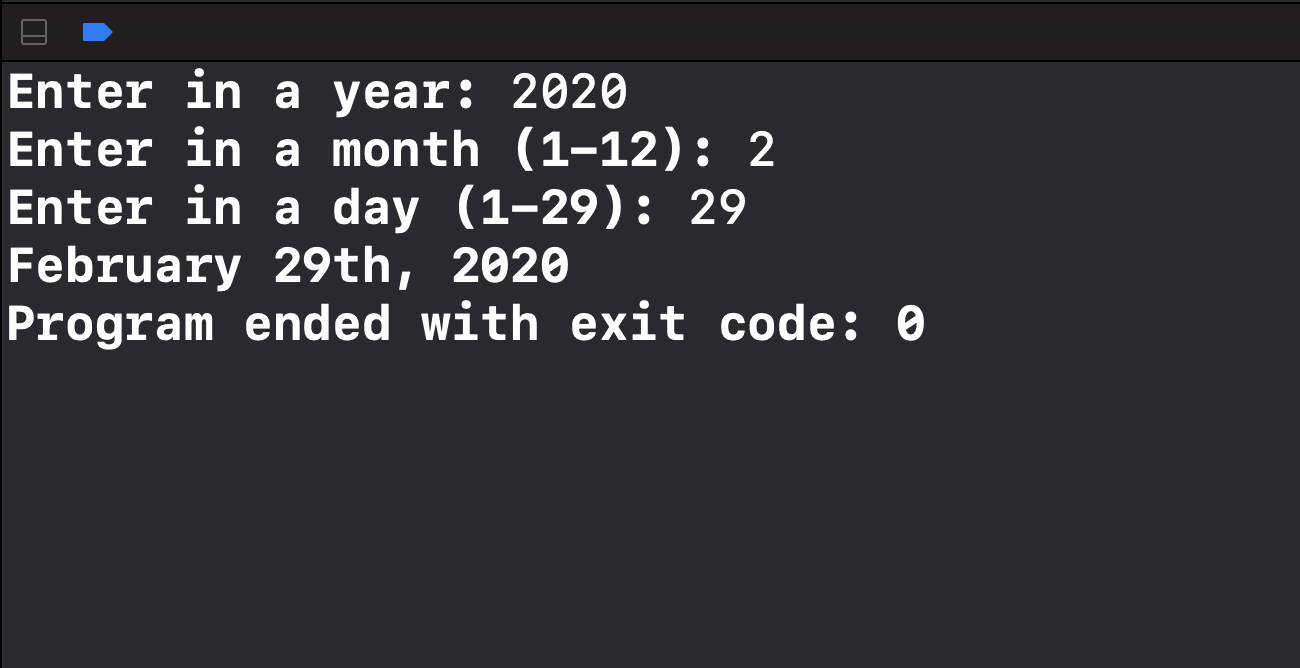 Enter in a year: 2020
Enter in a month (1-12): 2
Enter in a day (1-29): 29
February 29th, 2020
Program ended with exit code: 0